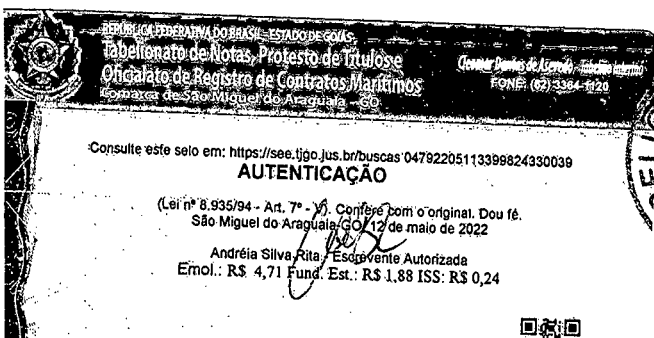 REPÚBLICA FEDERATIVA DO BRASIL - ESTADO DE GOIÁS
Tabelionato de Notas, Protesto de Títulos e
Oficialato de Registro de Contratos Marítimos
Comarca de São Miguel do Araguaia - GO
FONE: (62) 3364-1120
Consulte este selo em: https://see.tjgo.jus.br/buscas 04792205113399824330039
AUTENTICAÇÃO
(Lei nº 8.935/94 - Art. 7º - V). Confere com o original. Dou fé.
São Miguel do Araguaia-GO, 12 de maio de 2022
Andréia Silva Rita - Escrevente Autorizada
Emol.: R$ 4,71 Fund. Est.: R$ 1,88 ISS: R$ 0,24